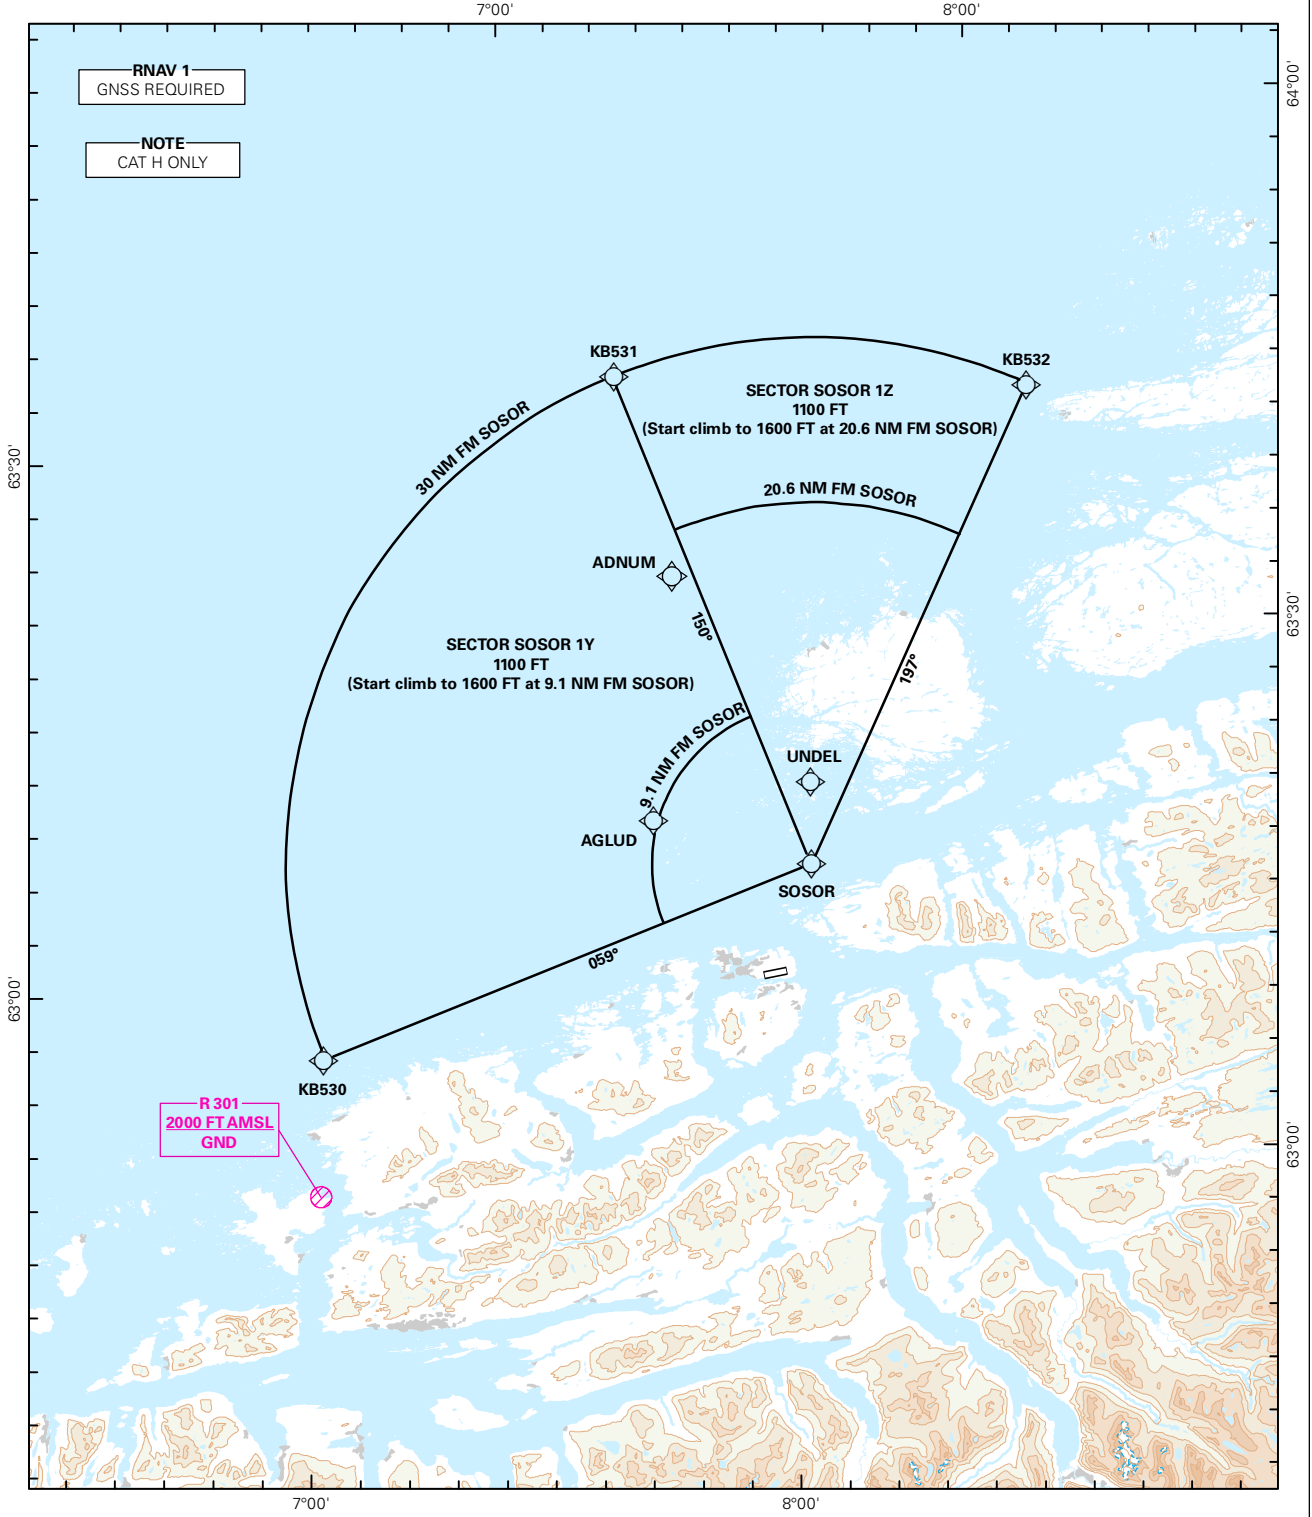 7°00'
8°00'
RNAV 1
GNSS REQUIRED
64°00'
NOTE
CAT H ONLY
KB531
KB532
SECTOR SOSOR 1Z
1100 FT
(Start climb to 1600 FT at 20.6 NM FM SOSOR)
30 NM FM SOSOR
63°30'
20.6 NM FM SOSOR
ADNUM
63°30'
150°
SECTOR SOSOR 1Y
1100 FT
(Start climb to 1600 FT at 9.1 NM FM SOSOR)
197°
9.1 NM FM SOSOR
UNDEL
AGLUD
SOSOR
059°
63°00'
KB530
R 301
2000 FT AMSL
GND
63°00'
7°00'
8°00'